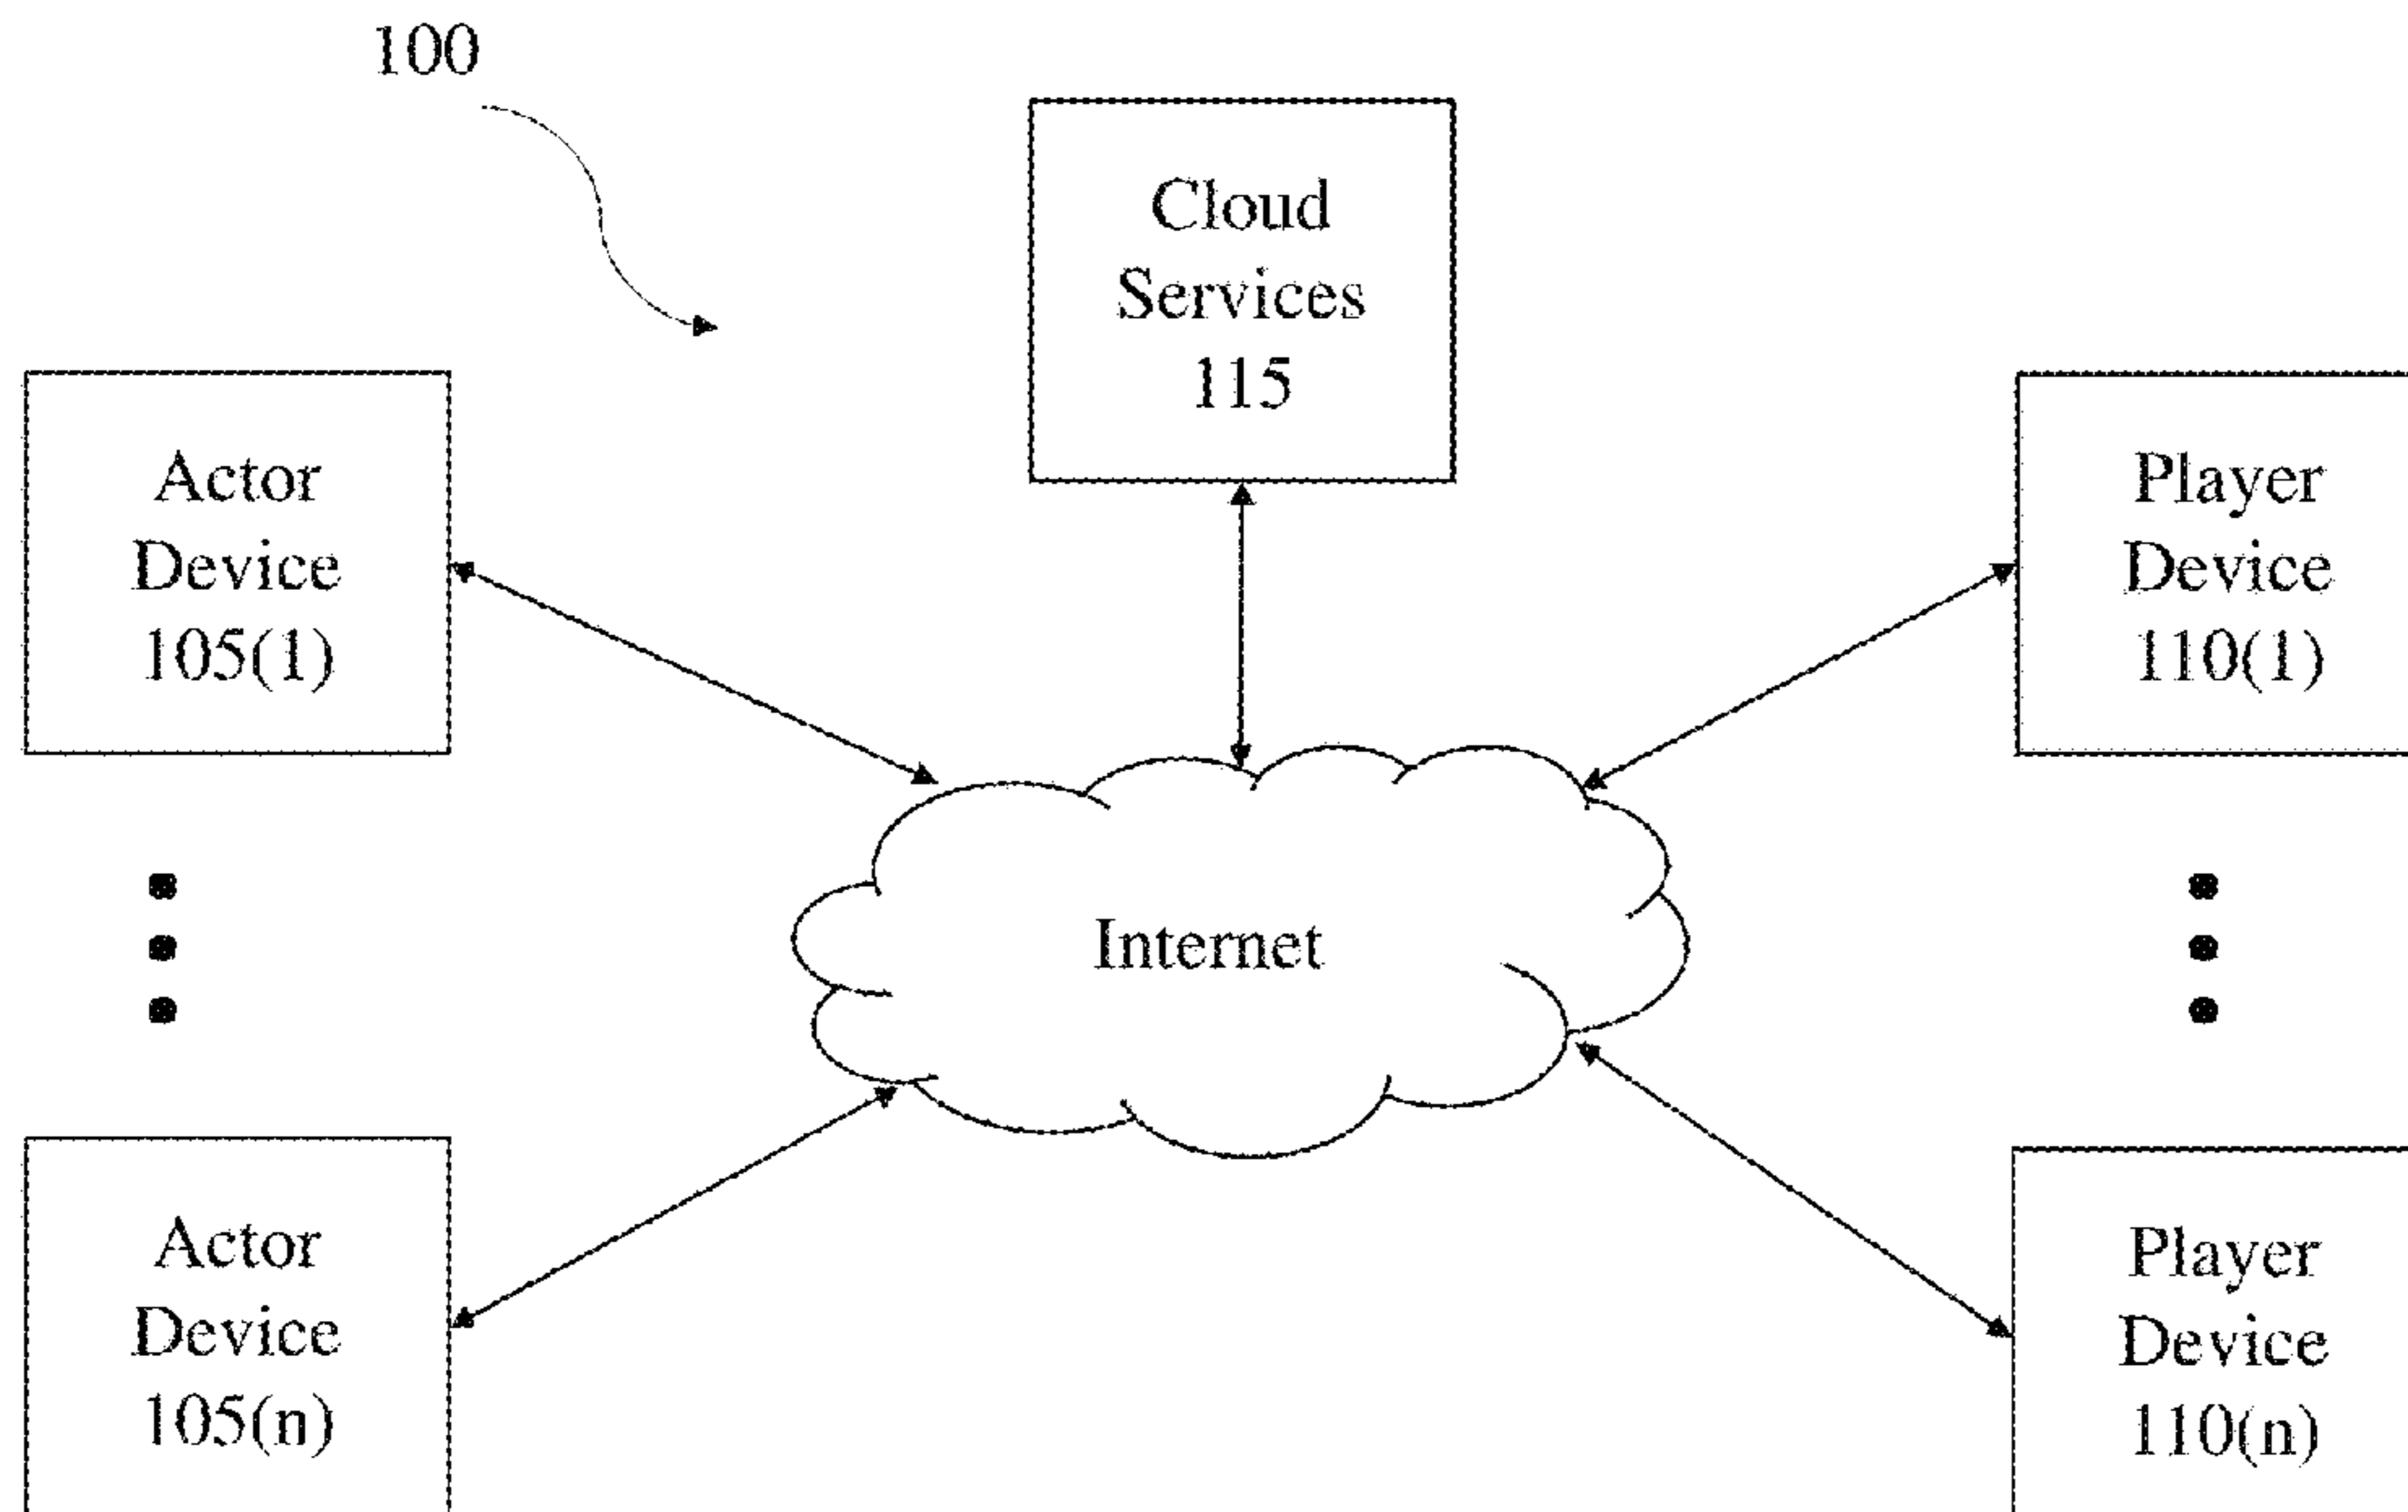 100
Cloud
Services
115
Actor
Device
105(1)
Player
Device
110(1)
Internet
Actor
Device
105(n)
Player
Device
110(n)